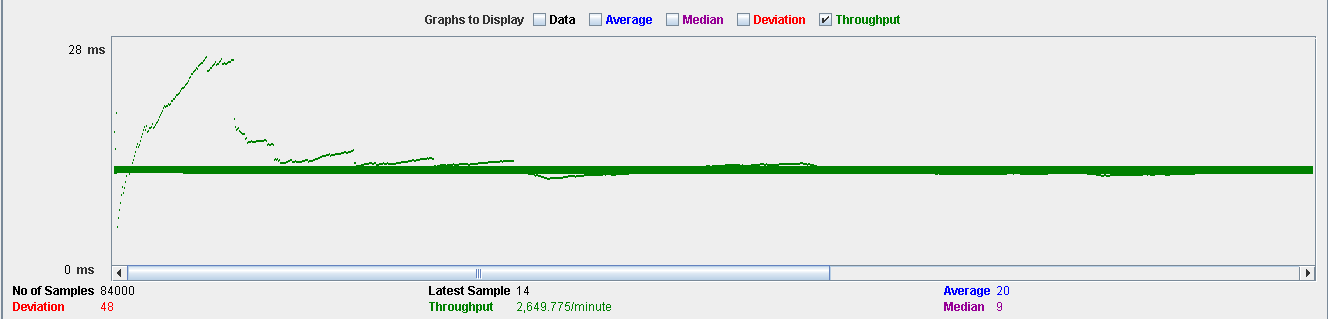 Graphs to Display Data Average Median Deviation Throughput
28 ms
0 ms
No of Samples 84000 Latest Sample 14 Average 20
Deviation 48 Throughput 2,649.775/minute Median 9